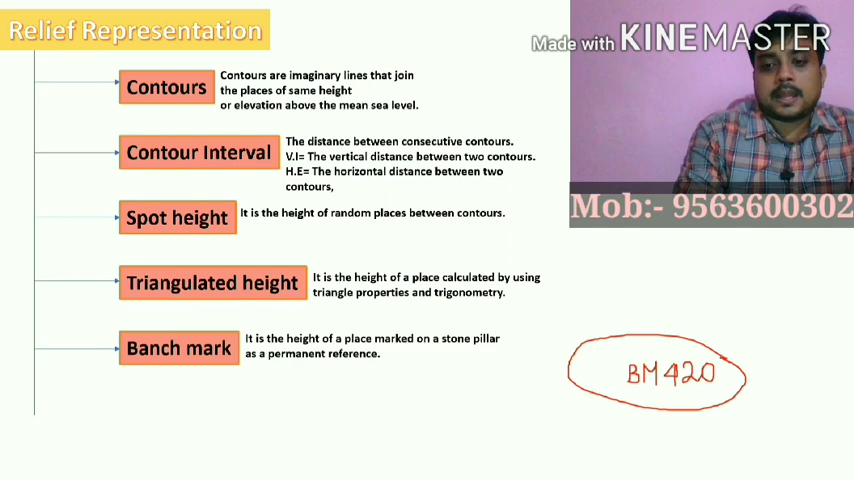 Relief Representation
Made with KINEMASTER
Contours
Contours are imaginary lines that join
the places of same height
or elevation above the mean sea level.
Contour Interval
The distance between consecutive contours.
V.I= The vertical distance between two contours.
H.E= The horizontal distance between two
contours,
Mob:- 9563600302
Spot height
It is the height of random places between contours.
Triangulated height
It is the height of a place calculated by using
triangle properties and trigonometry.
Banch mark
It is the height of a place marked on a stone pillar
as a permanent reference.
BM 420